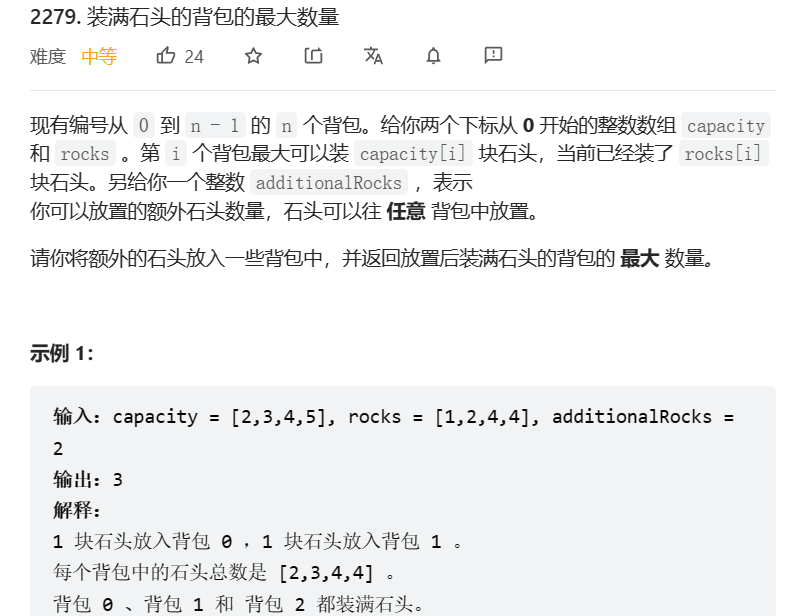 2279. 装满石头的背包的最大数量
难度 中等 24
现有编号从 0 到 n - 1 的 n 个背包。给你两个下标从 0 开始的整数数组 capacity
和 rocks 。第 i 个背包最大可以装 capacity[i] 块石头，当前已经装了 rocks[i]
块石头。另给你一个整数 additionalRocks ，表示
你可以放置的额外石头数量，石头可以往 任意 背包中放置。
请你将额外的石头放入一些背包中，并返回放置后装满石头的背包的 最大 数量。
示例 1：
输入：capacity = [2,3,4,5], rocks = [1,2,4,4], additionalRocks =
2
输出：3
解释：
1 块石头放入背包 0 ，1 块石头放入背包 1 。
每个背包中的石头总数是 [2,3,4,4] 。
背包 0 、背包 1 和 背包 2 都装满石头。